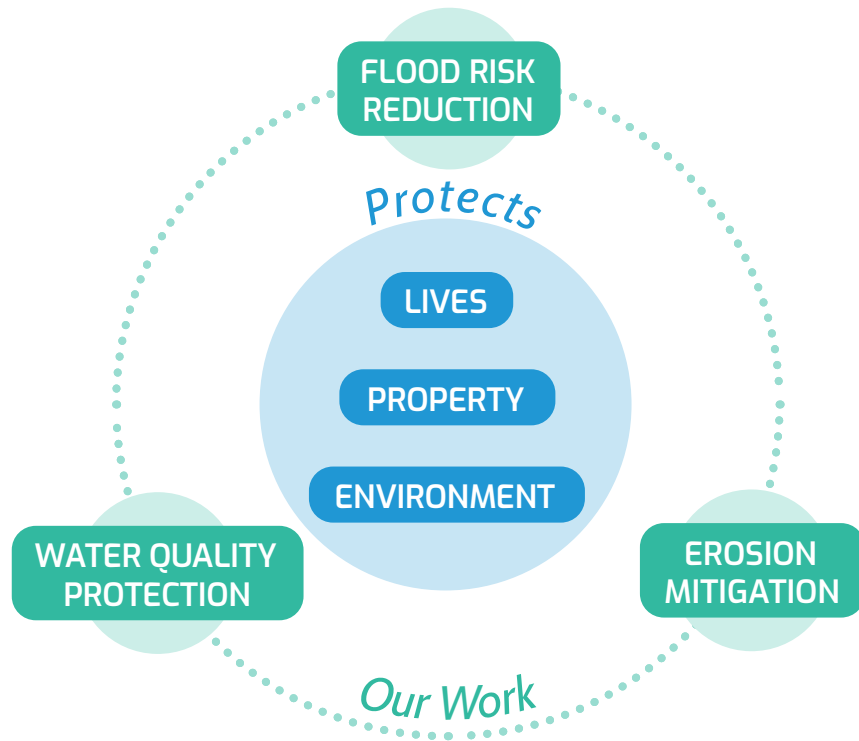 FLOOD RISK
REDUCTION
Protects
LIVES
PROPERTY
ENVIRONMENT
WATER QUALITY
PROTECTION
EROSION
MITIGATION
Our Work